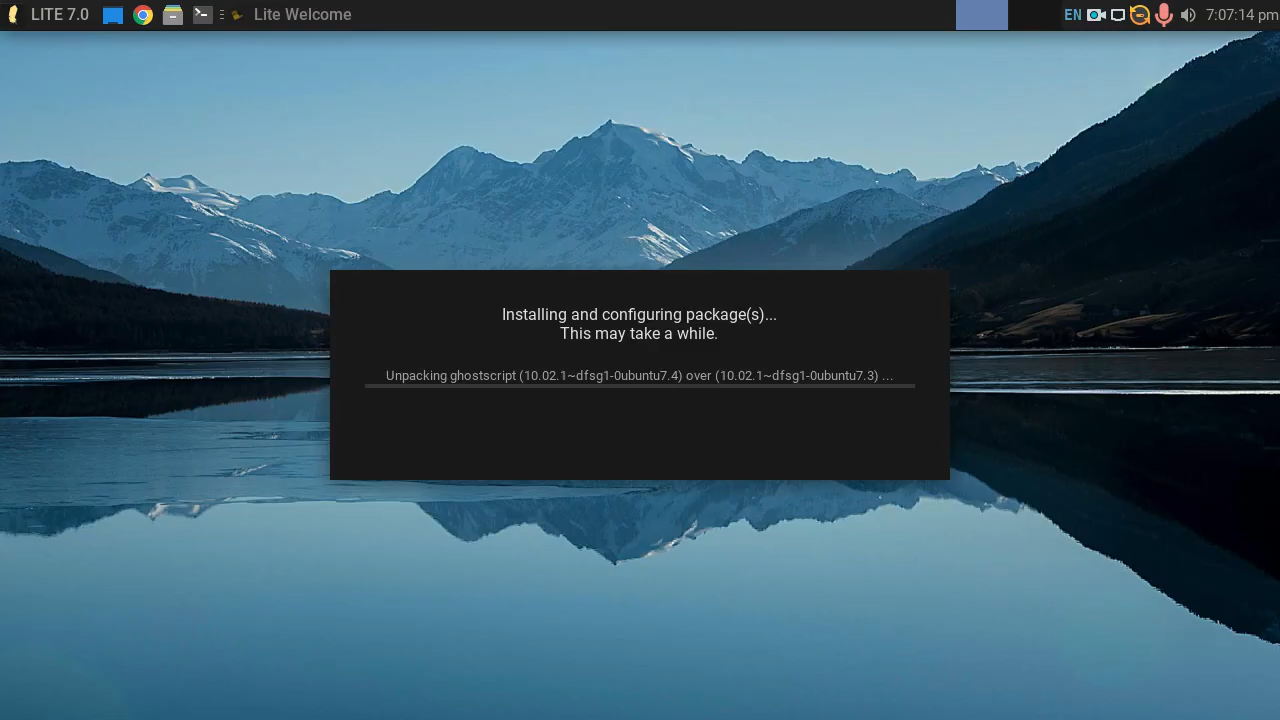 LITE 7.0 Lite Welcome EN 7:07:14 pm
Installing and configuring package(s)...
This may take a while.
Unpacking ghostscript (10.02.1~dfsg1-0ubuntu7.4) over (10.02.1~dfsg1-0ubuntu7.3) ...